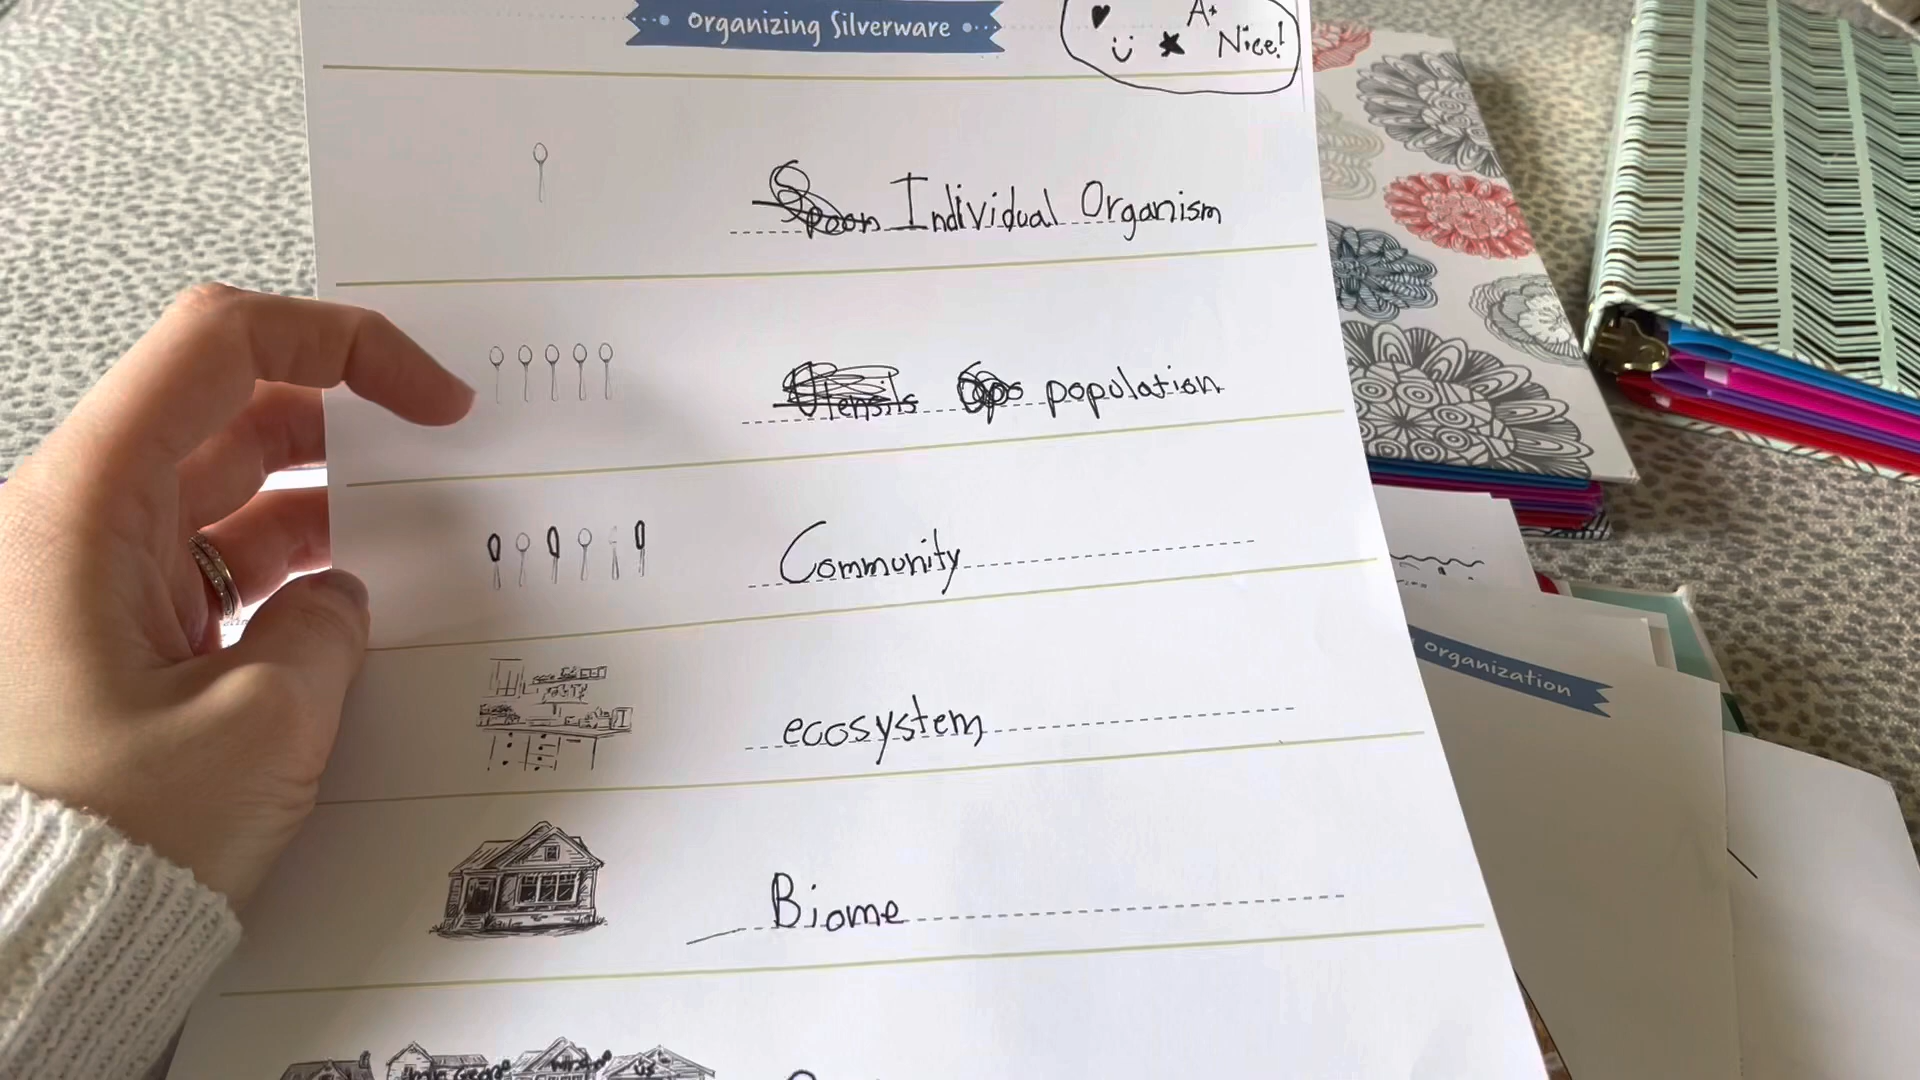 Organizing Silverware
A+
Nice!
Spoon Individual Organism
Utensils population
Community
ecosystem
Biome
organization